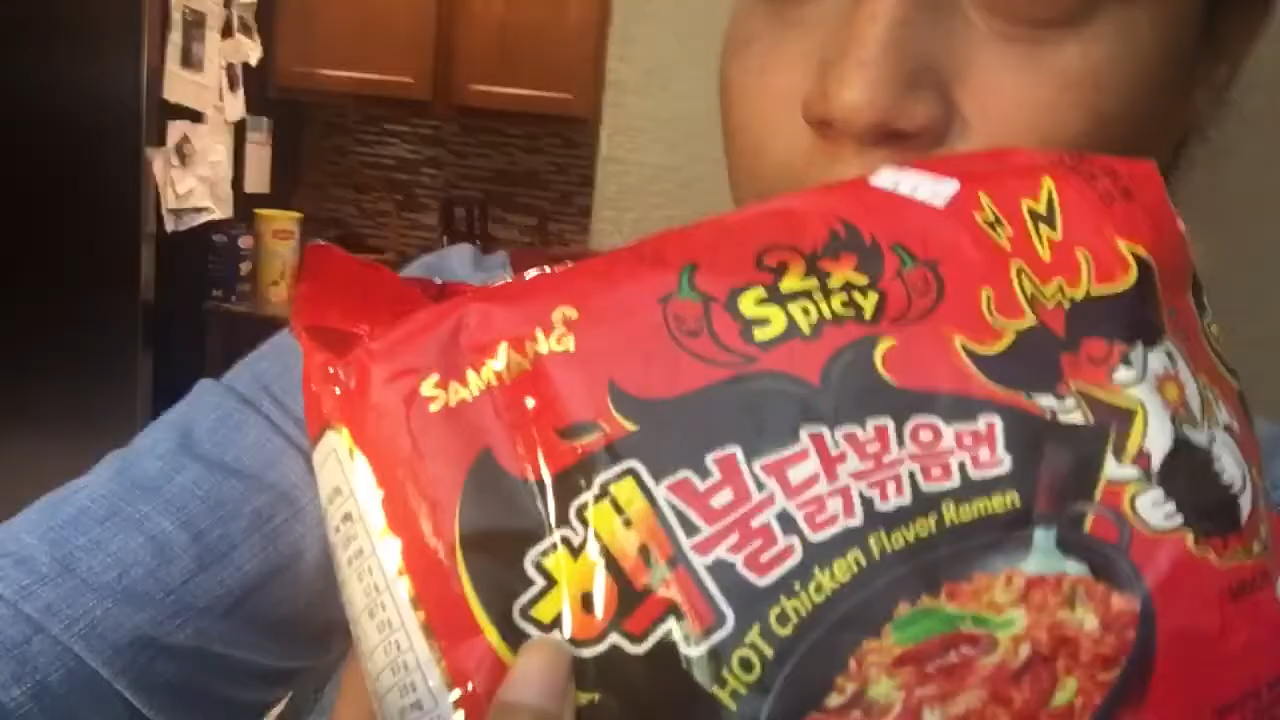 2x
Spicy
SAMYANG
핵불닭볶음면
HOT Chicken Flavor Ramen